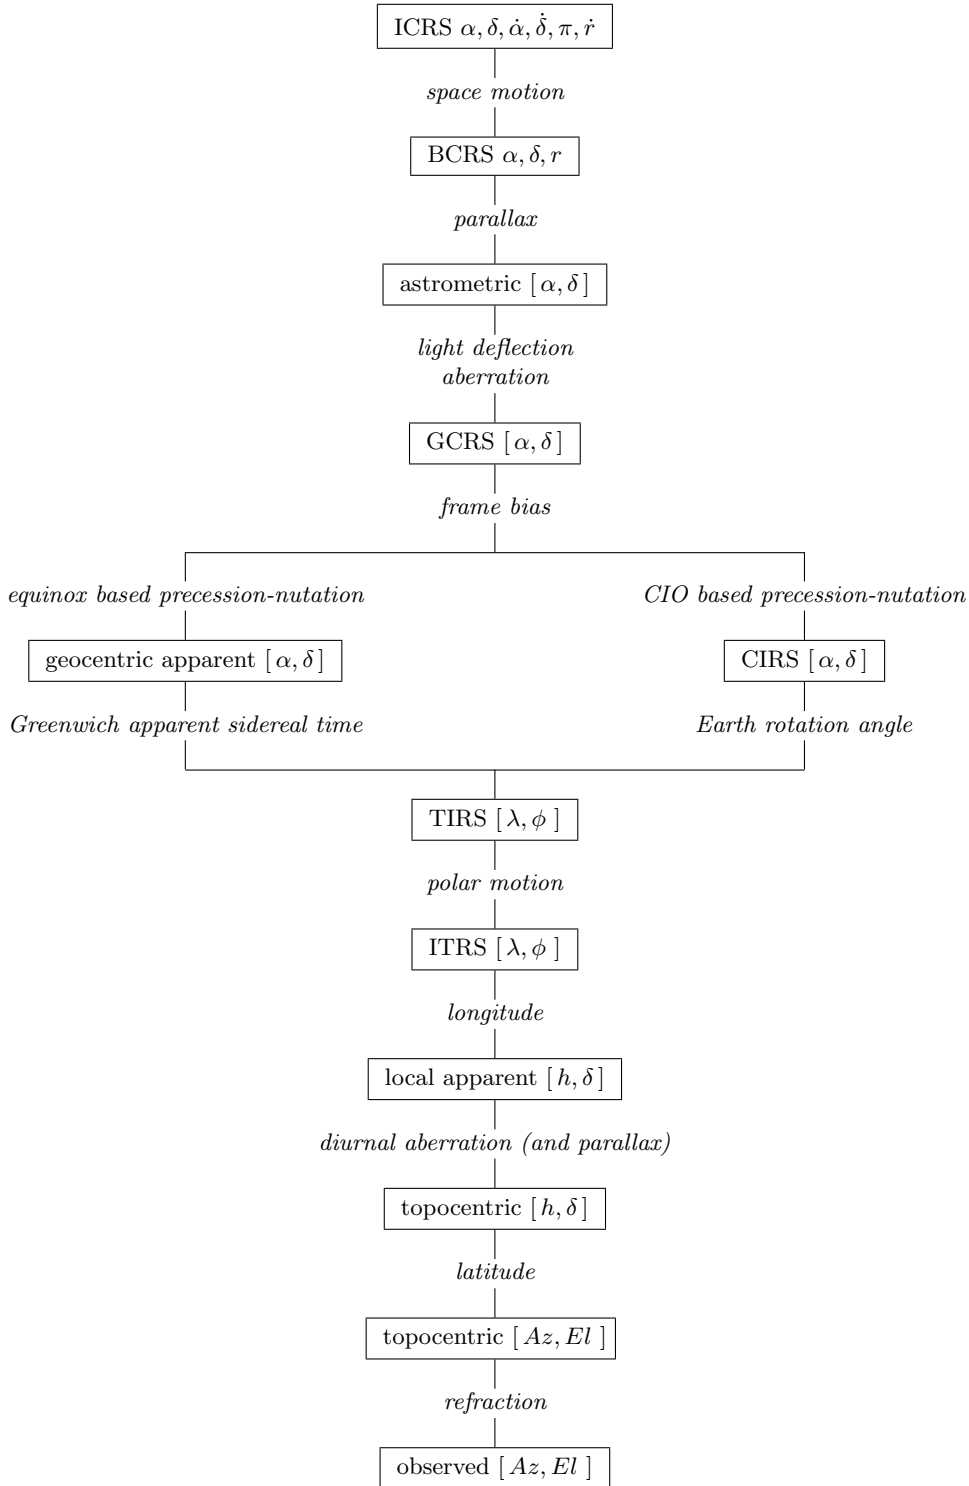 ICRS α, δ, α̇, δ̇, π, ṙ
space motion
BCRS α, δ, r
parallax
astrometric [ α, δ ]
light deflection
aberration
GCRS [ α, δ ]
frame bias
equinox based precession-nutation
CIO based precession-nutation
geocentric apparent [ α, δ ]
CIRS [ α, δ ]
Greenwich apparent sidereal time
Earth rotation angle
TIRS [ λ, ϕ ]
polar motion
ITRS [ λ, ϕ ]
longitude
local apparent [ h, δ ]
diurnal aberration (and parallax)
topocentric [ h, δ ]
latitude
topocentric [ Az, El ]
refraction
observed [ Az, El ]